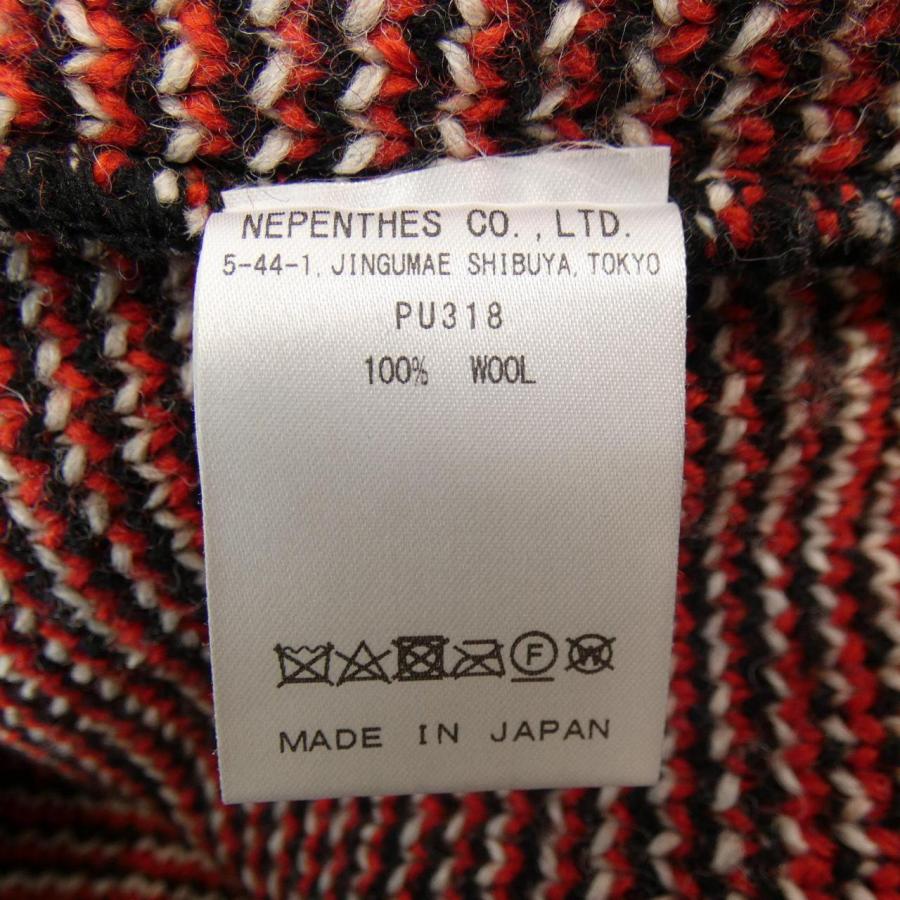 NEPENTHES CO., LTD.
5-44-1, JINGUMAE SHIBUYA, TOKYO
PU318
100% WOOL
F W
MADE IN JAPAN